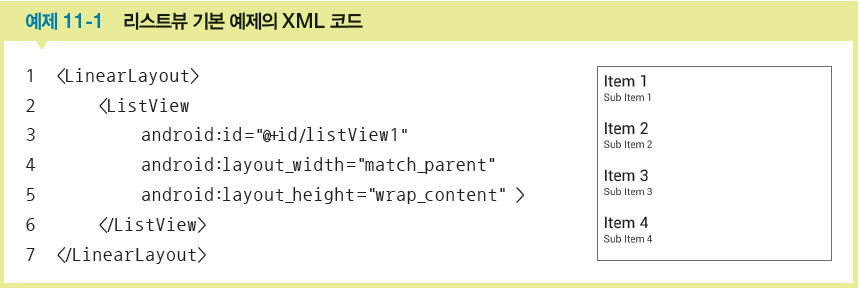 예제 11-1 리스트뷰 기본 예제의 XML 코드
1 <LinearLayout>
2 <ListView
3 android:id="@+id/listView1"
4 android:layout_width="match_parent"
5 android:layout_height="wrap_content" >
6 </ListView>
7 </LinearLayout>
Item 1
Sub Item 1
Item 2
Sub Item 2
Item 3
Sub Item 3
Item 4
Sub Item 4